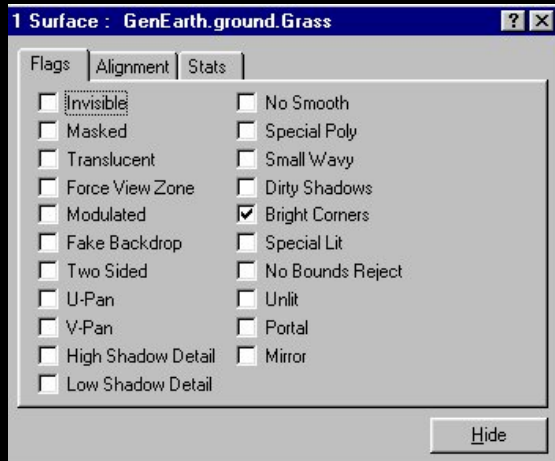 1 Surface : GenEarth.ground.Grass
Flags
Alignment
Stats
Invisible
Masked
Translucent
Force View Zone
Modulated
Fake Backdrop
Two Sided
U-Pan
V-Pan
High Shadow Detail
Low Shadow Detail
No Smooth
Special Poly
Small Wavy
Dirty Shadows
Bright Corners
Special Lit
No Bounds Reject
Unlit
Portal
Mirror
Hide